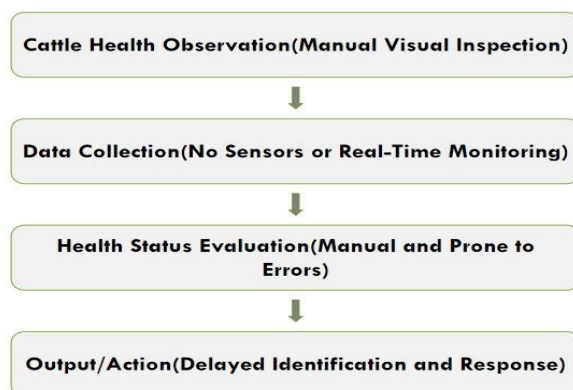 Cattle Health Observation(Manual Visual Inspection)
Data Collection(No Sensors or Real-Time Monitoring)
Health Status Evaluation(Manual and Prone to
Errors)
Output/Action(Delayed Identification and Response)